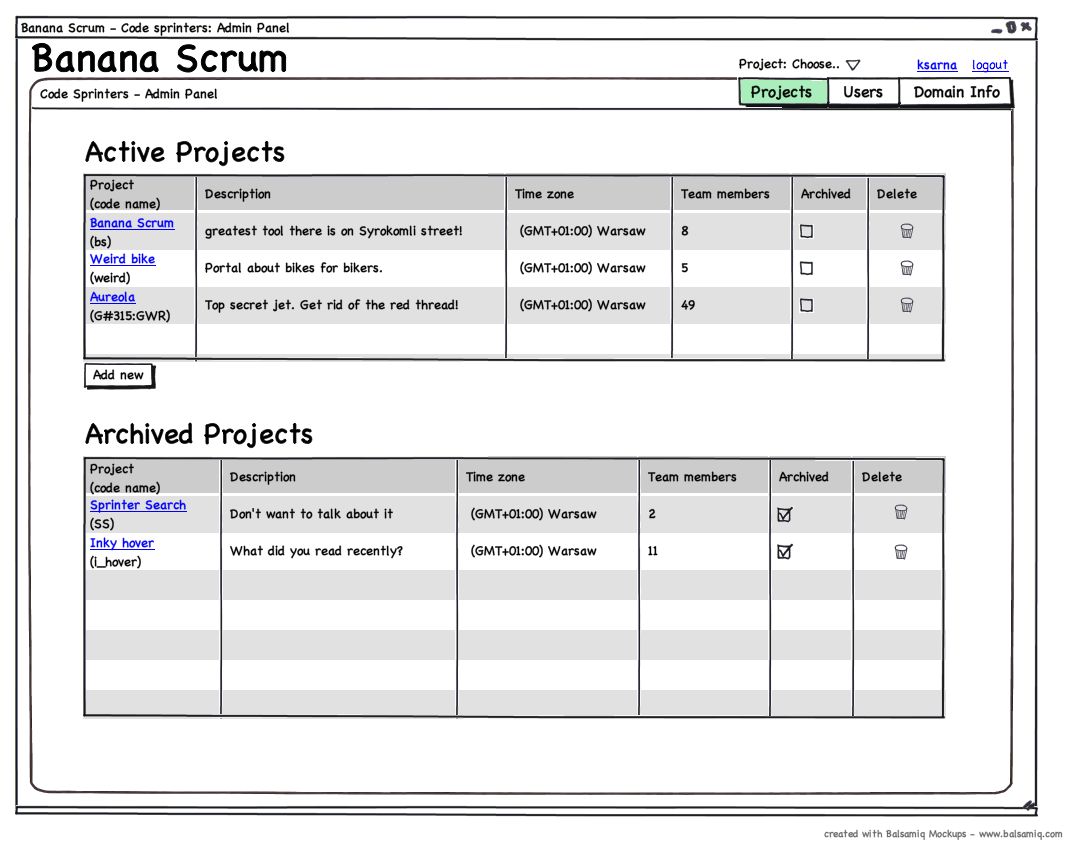 Banana Scrum - Code sprinters: Admin Panel
Banana Scrum
Project: Choose.. ksarna logout
Code Sprinters - Admin Panel Projects Users Domain Info
Active Projects
Project
(code name) Description Time zone Team members Archived Delete
Banana Scrum
(bs) greatest tool there is on Syrokomli street! (GMT+01:00) Warsaw 8
Weird bike
(weird) Portal about bikes for bikers. (GMT+01:00) Warsaw 5
Aureola
(G#315:GWR) Top secret jet. Get rid of the red thread! (GMT+01:00) Warsaw 49
Add new
Archived Projects
Project
(code name) Description Time zone Team members Archived Delete
Sprinter Search
(SS) Don't want to talk about it (GMT+01:00) Warsaw 2
Inky hover
(i_hover) What did you read recently? (GMT+01:00) Warsaw 11
created with Balsamiq Mockups - www.balsamiq.com